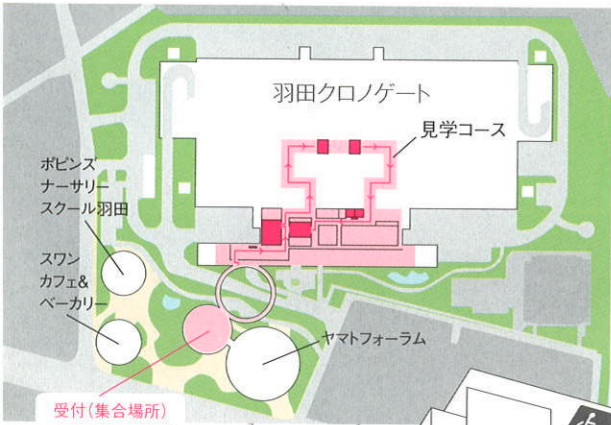 羽田クロノゲート
見学コース
ポピンズ
ナーサリー
スクール羽田
スワン
カフェ&
ベーカリー
ヤマトフォーラム
受付(集合場所)